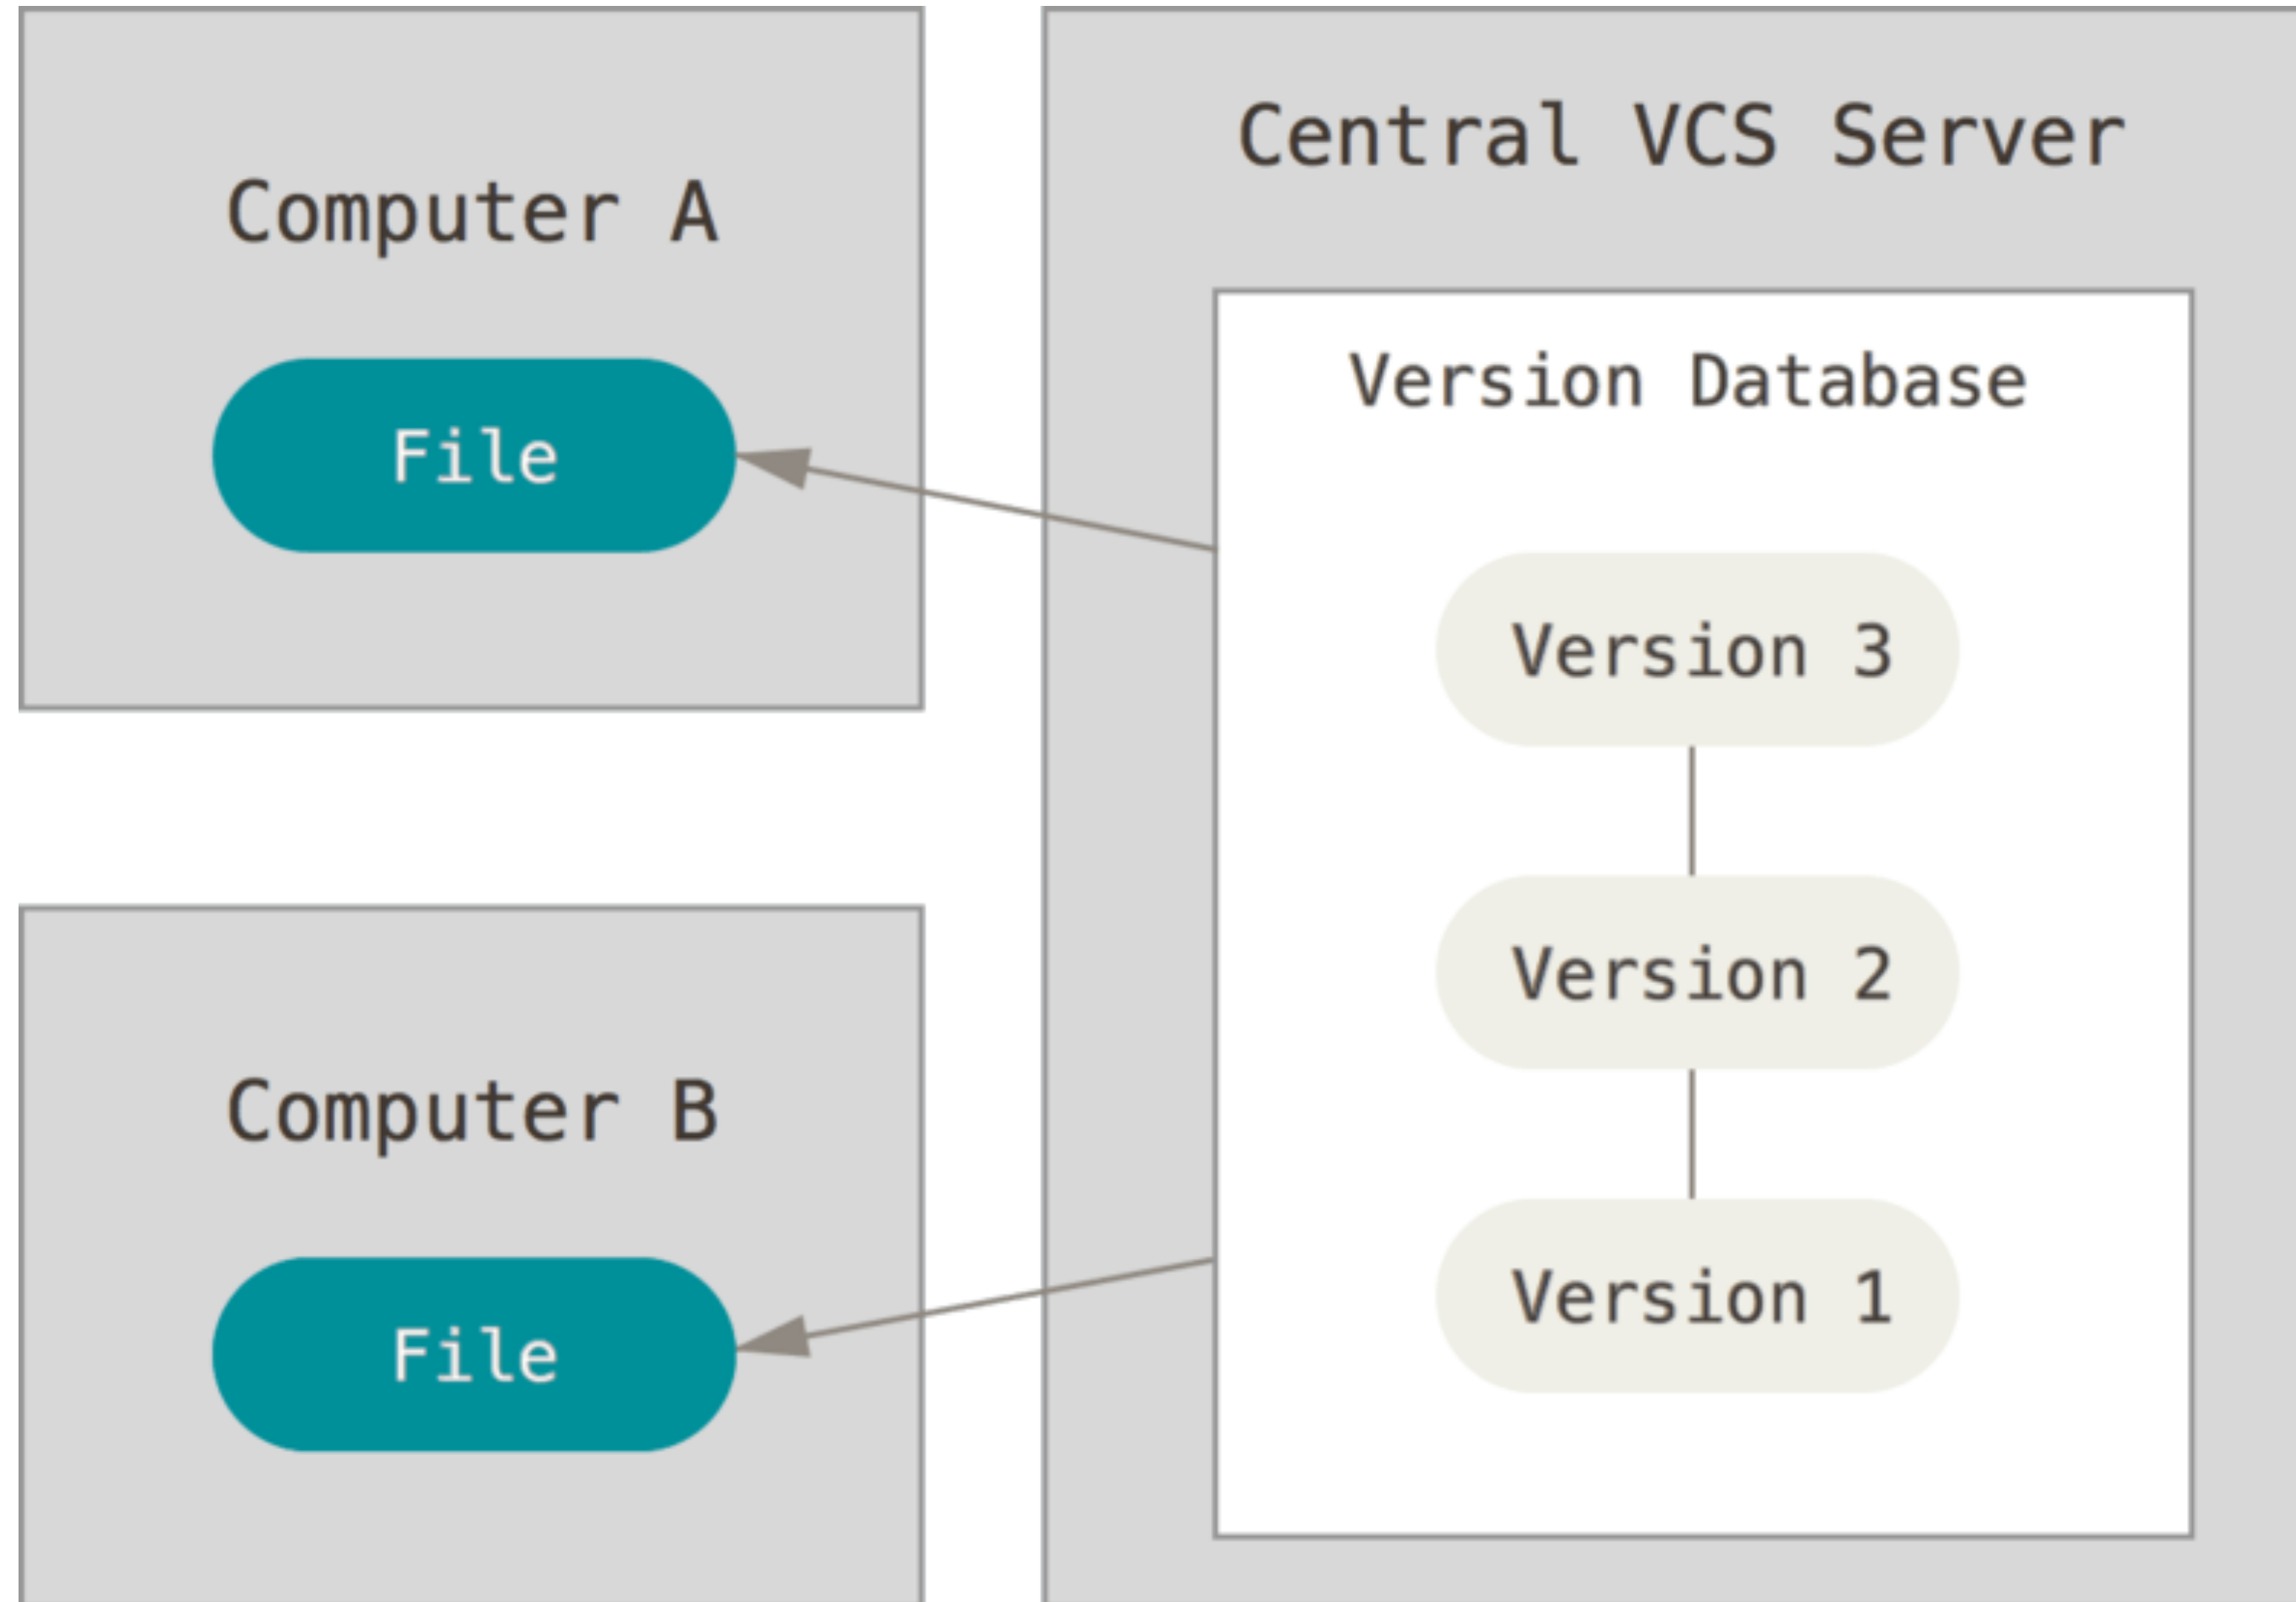 Computer A
File
Computer B
File
Central VCS Server
Version Database
Version 3
Version 2
Version 1